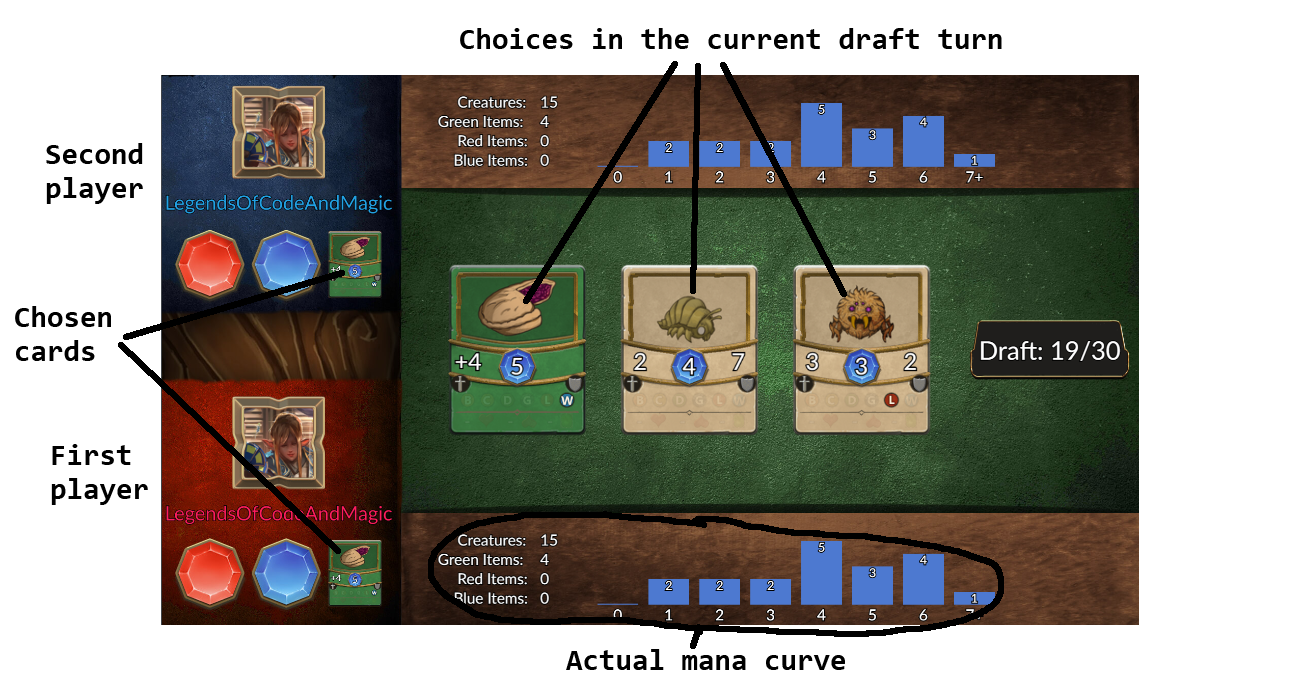 Choices in the current draft turn
Creatures: 15
Green Items: 4
Red Items: 0
Blue Items: 0
5
3
4
2
2
2
1
0 1 2 3 4 5 6 7+
Second
player
LegendsOfCodeAndMagic
+4 5
W
+4 5 2 4 7 3 3 2
B C D G L W
B C D G L W
B C D G L W
Draft: 19/30
Chosen
cards
First
player
LegendsOfCodeAndMagic
+4 5
W
Creatures: 15
Green Items: 4
Red Items: 0
Blue Items: 0
5
3
4
2
2
2
1
0 1 2 3 4 5 6 7+
Actual mana curve